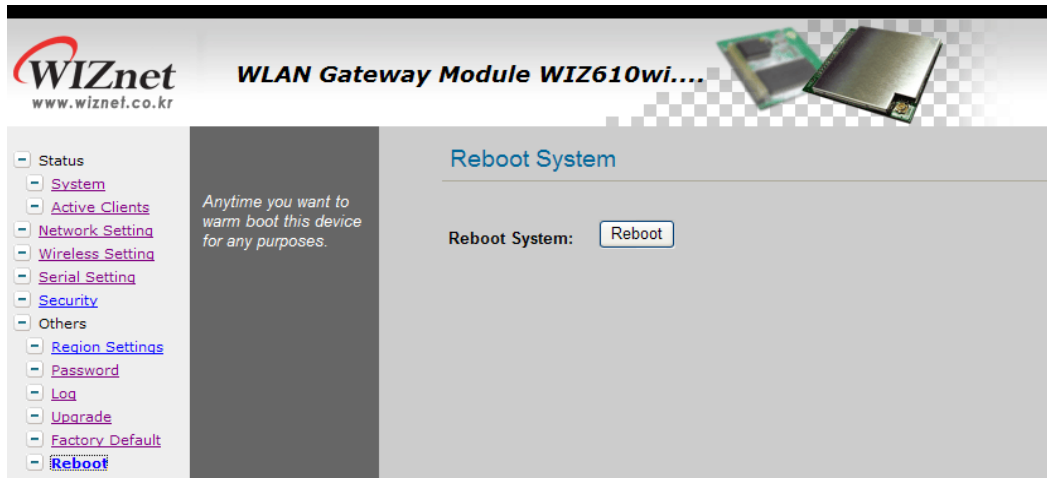 WIZnet
www.wiznet.co.kr
WLAN Gateway Module WIZ610wi....
Status
System
Active Clients
Network Setting
Wireless Setting
Serial Setting
Security
Others
Region Settings
Password
Log
Upgrade
Factory Default
Reboot
Anytime you want to
warm boot this device
for any purposes.
Reboot System
Reboot System: Reboot